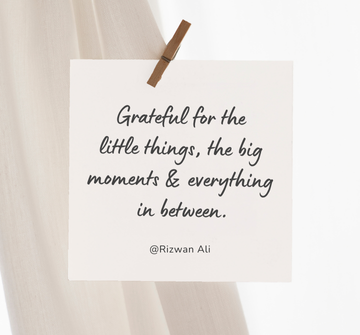 Grateful for the
little things, the big
moments & everything
in between.
@Rizwan Ali